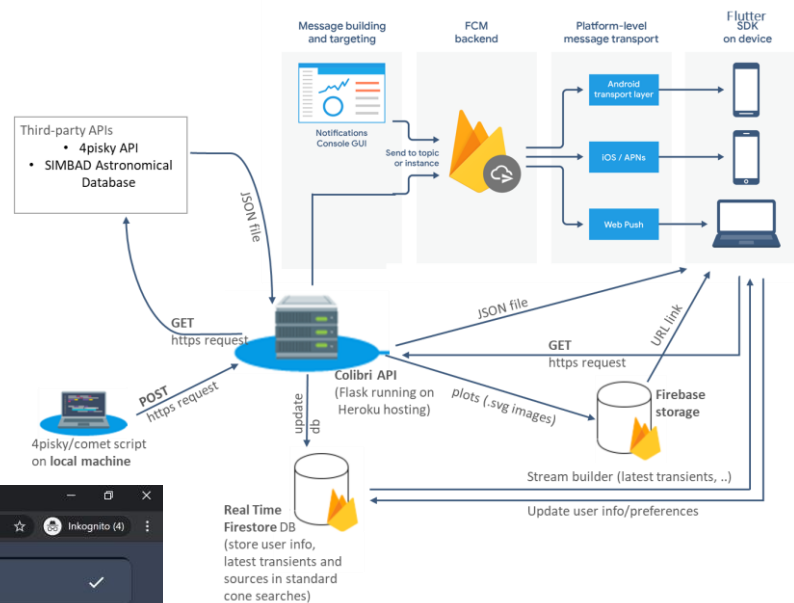 Message building
and targeting
FCM
backend
Platform-level
message transport
Flutter
SDK
on device
Notifications
Console GUI
Send to topic
or instance
Android
transport layer
iOS / APNs
Web Push
Third-party APIs
• 4pisky API
• SIMBAD Astronomical
Database
JSON file
GET
https request
POST
https request
4pisky/comet script
on local machine
Colibri API
(Flask running on
Heroku hosting)
JSON file
GET
https request
URL link
plots (.svg images)
Firebase
storage
update
db
Real Time
Firestore DB
(store user info,
latest transients and
sources in standard
cone searches)
Stream builder (latest transients, ..)
Update user info/preferences
Inkognito (4)